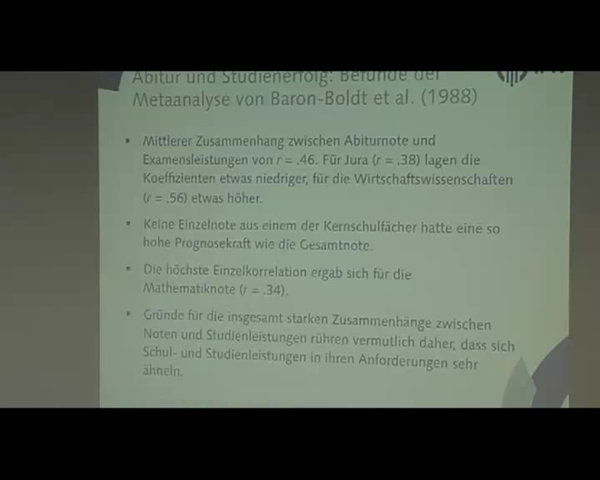 Abitur und Studienerfolg: Befunde der
Metaanalyse von Baron-Boldt et al. (1988)
• Mittlerer Zusammenhang zwischen Abiturnote und
Examensleistungen von r = .46. Für Jura (r = .38) lagen die
Koeffizienten etwas niedriger, für die Wirtschaftswissenschaften
(r = .56) etwas höher.
• Keine Einzelnote aus einem der Kernschulfächer hatte eine so
hohe Prognosekraft wie die Gesamtnote.
• Die höchste Einzelkorrelation ergab sich für die
Mathematiknote (r = .34).
• Gründe für die insgesamt starken Zusammenhänge zwischen
Noten und Studienleistungen rühren vermutlich daher, dass sich
Schul- und Studienleistungen in ihren Anforderungen sehr
ähneln.